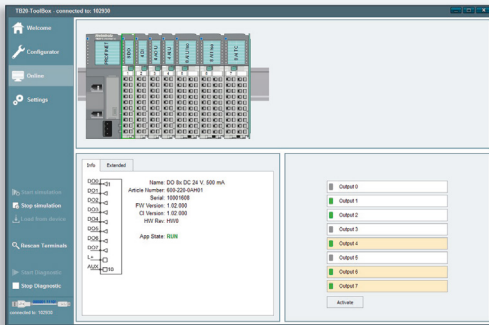 TB20 ToolBox - connected to: 102930
Welcome
Configurator
Online
Settings
Start simulation
Stop simulation
Load from device
Rescan Terminals
Start Diagnostic
Stop Diagnostic
connected to: 102930
PROFINET
8 DO
Info
Extended
DO0
DO1
DO2
DO3
DO4
DO5
DO6
DO7
L+
AUX
Name: DO 8x DC 24 V, 500 mA
Article Number: 600-220-0AH01
Serial: 10001608
FW Version: 1.02.000
CI Version: 1.02.000
HW Rev: HW8
App State: RUN
Output 0
Output 1
Output 2
Output 3
Output 4
Output 5
Output 6
Output 7
Activate